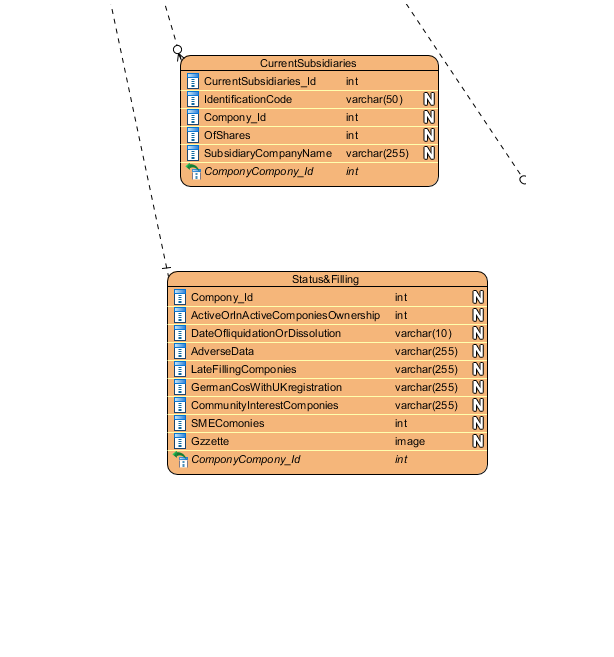 CurrentSubsidiaries
CurrentSubsidiaries_Id int
IdentificationCode varchar(50) N
Compony_Id int N
OfShares int N
SubsidiaryCompanyName varchar(255) N
ComponyCompony_Id int
Status&Filling
Compony_Id int N
ActiveOrInActiveComponiesOwnership int N
DateOfliquidationOrDissolution varchar(10) N
AdverseData varchar(255) N
LateFillingComponies varchar(255) N
GermanCosWithUKregistration varchar(255) N
CommunityInterestComponies varchar(255) N
SMEComonies int N
Gzzette image N
ComponyCompony_Id int